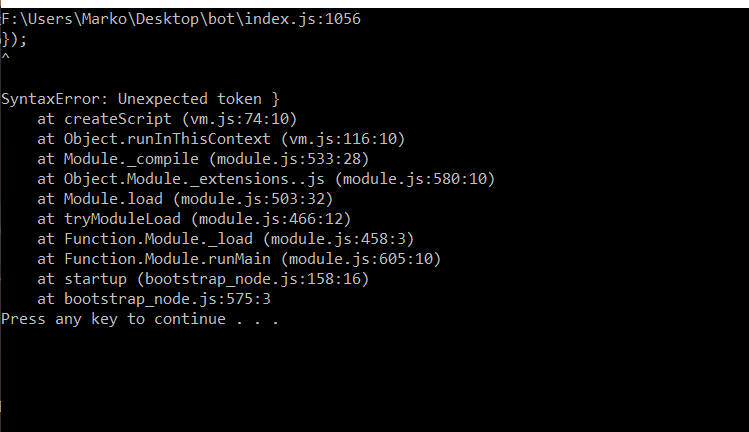 F:\Users\Marko\Desktop\bot\index.js:1056
});
^
SyntaxError: Unexpected token }
    at createScript (vm.js:74:10)
    at Object.runInThisContext (vm.js:116:10)
    at Module._compile (module.js:533:28)
    at Object.Module._extensions..js (module.js:580:10)
    at Module.load (module.js:503:32)
    at tryModuleLoad (module.js:466:12)
    at Function.Module._load (module.js:458:3)
    at Function.Module.runMain (module.js:605:10)
    at startup (bootstrap_node.js:158:16)
    at bootstrap_node.js:575:3
Press any key to continue . . .